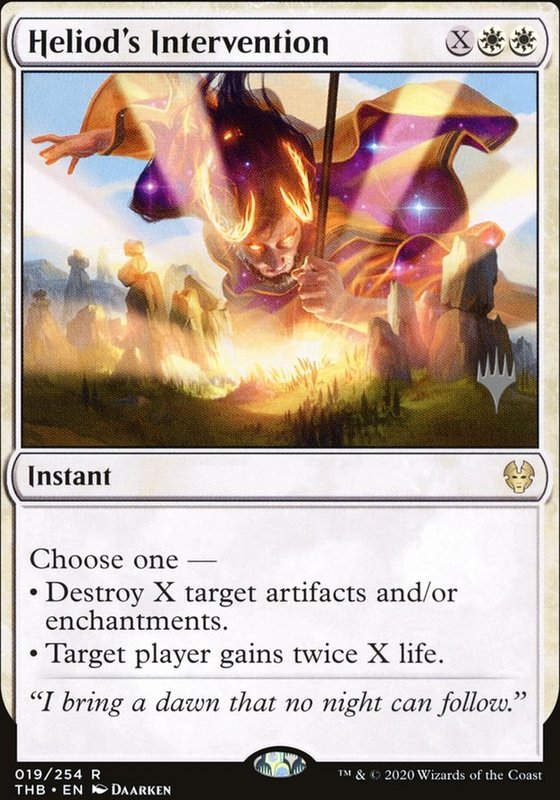 Heliod's Intervention X
Instant
Choose one —
• Destroy X target artifacts and/or
enchantments.
• Target player gains twice X life.
“I bring a dawn that no night can follow.”
019/254 R
THB • EN Daarken
™ & © 2020 Wizards of the Coast